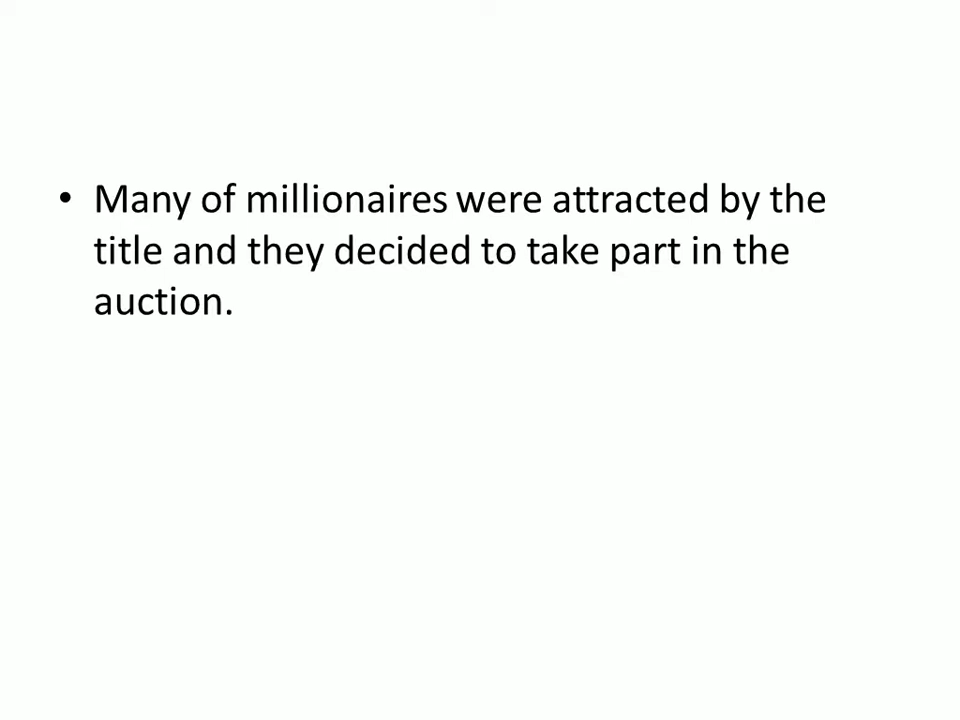 • Many of millionaires were attracted by the
title and they decided to take part in the
auction.